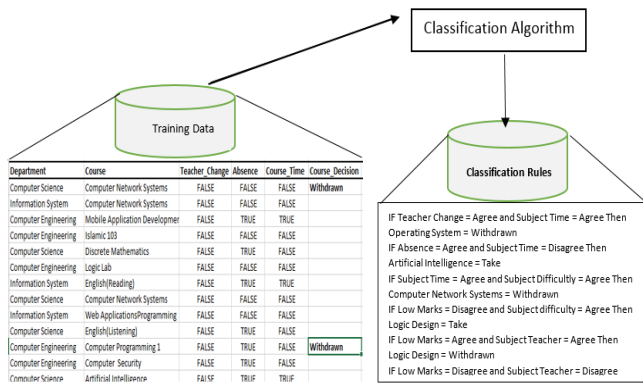 Classification Algorithm
Training Data
Department Course Teacher_Change Absence Course_Time Course_Decision
Computer Science Computer Network Systems FALSE FALSE FALSE Withdrawn
Information System Computer Network Systems FALSE FALSE FALSE
Computer Engineering Mobile Application Developmer FALSE TRUE TRUE
Computer Engineering Islamic 103 FALSE FALSE FALSE
Computer Science Discrete Mathematics FALSE TRUE FALSE
Computer Engineering Logic Lab FALSE FALSE FALSE
Information System English(Reading) FALSE TRUE TRUE
Computer Science Computer Network Systems FALSE FALSE FALSE
Information System Web ApplicationsProgramming FALSE FALSE FALSE
Computer Science English(Listening) FALSE TRUE FALSE
Computer Engineering Computer Programming 1 FALSE TRUE FALSE Withdrawn
Computer Engineering Computer Security FALSE TRUE FALSE
Computer Science Artificial Intelligence FALSE TRUE TRUE
Classification Rules
IF Teacher Change = Agree and Subject Time = Agree Then
Operating System = Withdrawn
IF Absence = Agree and Subject Time = Disagree Then
Artificial Intelligence = Take
IF Subject Time = Agree and Subject Difficultly = Agree Then
Computer Network Systems = Withdrawn
IF Low Marks = Disagree and Subject difficulty = Agree Then
Logic Design = Take
IF Low Marks = Agree and Subject Teacher = Agree Then
Logic Design = Withdrawn
IF Low Marks = Disagree and Subject Teacher = Disagree